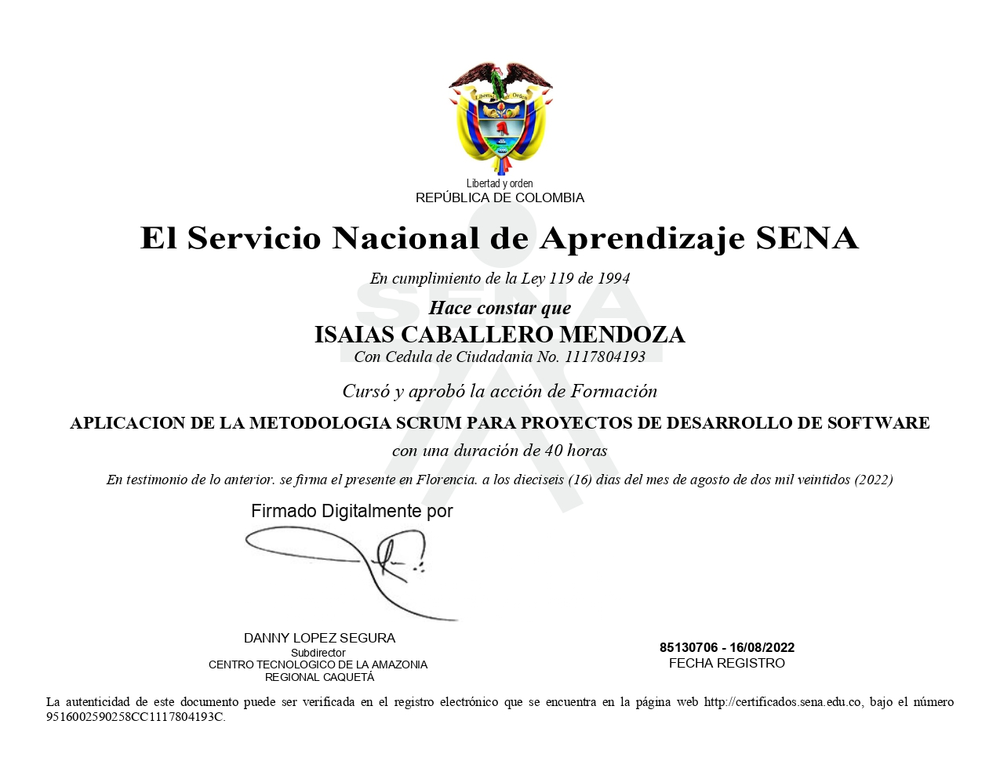 Libertad y Orden
Libertad y orden
REPÚBLICA DE COLOMBIA
El Servicio Nacional de Aprendizaje SENA
En cumplimiento de la Ley 119 de 1994
SENA
Hace constar que
ISAIAS CABALLERO MENDOZA
Con Cedula de Ciudadania No. 1117804193
Cursó y aprobó la acción de Formación
APLICACION DE LA METODOLOGIA SCRUM PARA PROYECTOS DE DESARROLLO DE SOFTWARE
con una duración de 40 horas
En testimonio de lo anterior. se firma el presente en Florencia. a los dieciseis (16) dias del mes de agosto de dos mil veintidos (2022)
Firmado Digitalmente por
DANNY LOPEZ SEGURA
Subdirector
CENTRO TECNOLOGICO DE LA AMAZONIA
REGIONAL CAQUETÁ
85130706 - 16/08/2022
FECHA REGISTRO
La autenticidad de este documento puede ser verificada en el registro electrónico que se encuentra en la página web http://certificados.sena.edu.co, bajo el número
9516002590258CC1117804193C.